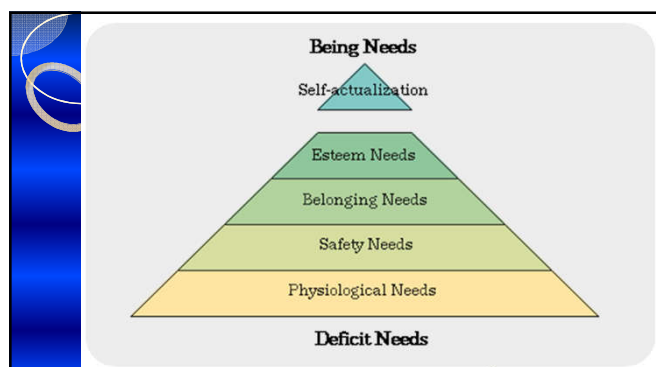 Being Needs
Self-actualization
Esteem Needs
Belonging Needs
Safety Needs
Physiological Needs
Deficit Needs